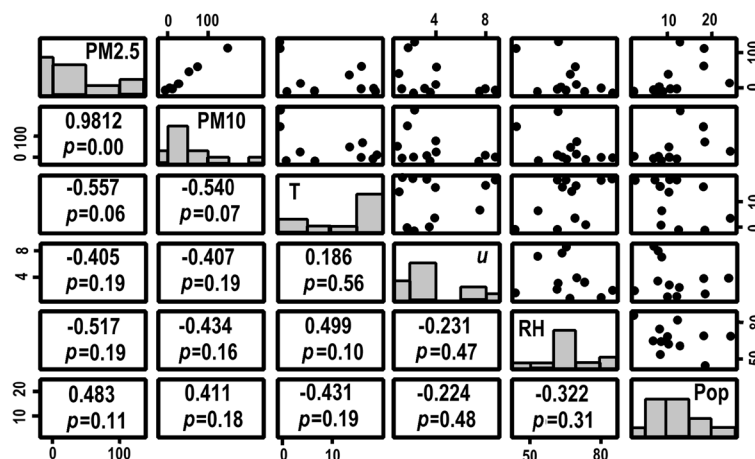 0 100 4 8 10 20
PM2.5 0 100
0.9812 p=0.00 PM10 0 100
-0.557 p=0.06 -0.540 p=0.07 T 0 10
-0.405 p=0.19 -0.407 p=0.19 0.186 p=0.56 u 4 8
-0.517 p=0.19 -0.434 p=0.16 0.499 p=0.10 -0.231 p=0.47 RH 50 80
0.483 p=0.11 0.411 p=0.18 -0.431 p=0.19 -0.224 p=0.48 -0.322 p=0.31 Pop 10 20
0 100 0 10 50 80